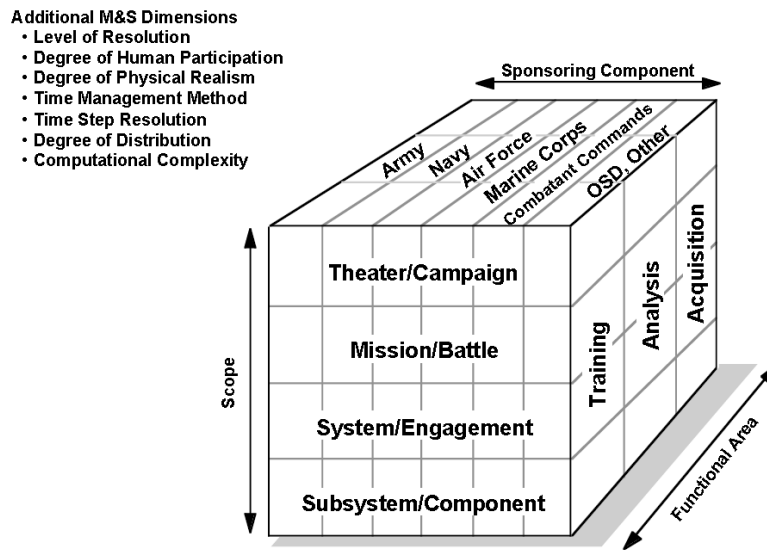 Additional M&S Dimensions
• Level of Resolution
• Degree of Human Participation
• Degree of Physical Realism
• Time Management Method
• Time Step Resolution
• Degree of Distribution
• Computational Complexity
Sponsoring Component
Army
Navy
Air Force
Marine Corps
Combatant Commands
OSD, Other
Scope
Theater/Campaign
Mission/Battle
System/Engagement
Subsystem/Component
Training
Analysis
Acquisition
Functional Area